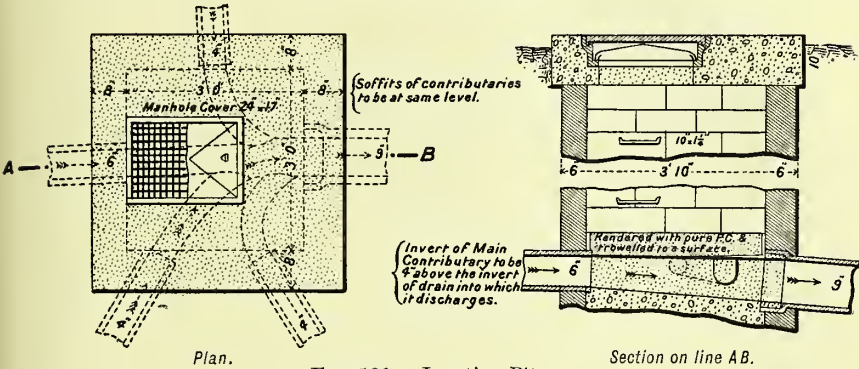 4
8"
8" 3' 0" 8"
Manhole Cover 24" × 17"
Soffits of contributaries
to be at same level.
A 6" 9" B
3' 0"
8"
4
4
Plan.
10"
10" × 1¼"
6" 3' 10" 6"
Rendered with pure P.C. &
trowelled to a surface.
Invert of Main
Contributary to be
4" above the invert
of drain into which
it discharges.
6"
9"
Section on line AB.